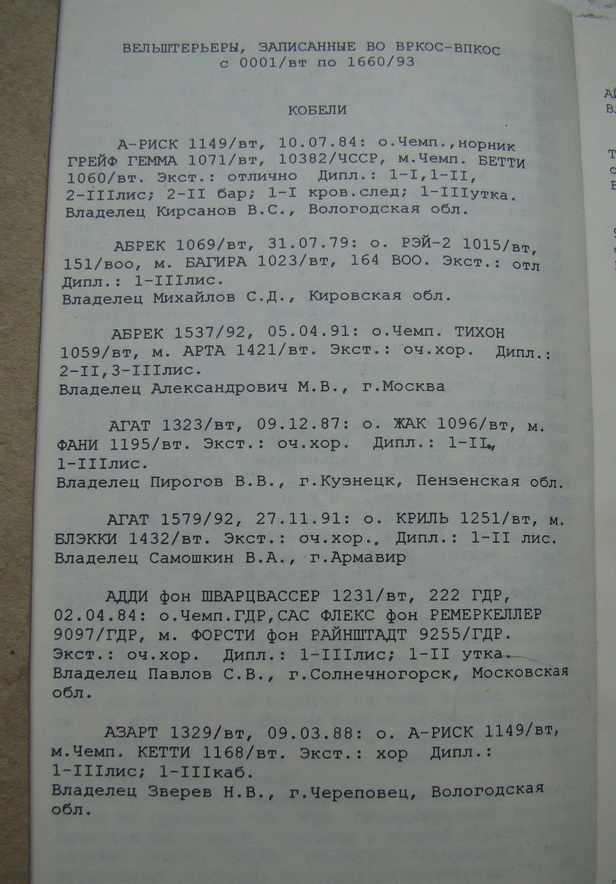 ВЕЛЬШТЕРЬЕРЫ, ЗАПИСАННЫЕ ВО ВРКОС-ВПКОС
с 0001/вт по 1660/93
КОБЕЛИ
А-РИСК 1149/вт, 10.07.84: о.Чемп.,норник
ГРЕЙФ ГЕММА 1071/вт, 10382/ЧССР, м.Чемп. БЕТТИ
1060/вт. Экст.: отлично Дипл.: 1-I,1-II,
2-IIIлис; 2-II бар; 1-I кров.след; 1-IIIутка.
Владелец Кирсанов В.С., Вологодская обл.
АБРЕК 1069/вт, 31.07.79: о. РЭЙ-2 1015/вт,
151/воо, м. БАГИРА 1023/вт, 164 ВОО. Экст.: отл
Дипл.: 1-IIIлис.
Владелец Михайлов С.Д., Кировская обл.
АБРЕК 1537/92, 05.04.91: о.Чемп. ТИХОН
1059/вт, м. АРТА 1421/вт. Экст.: оч.хор. Дипл.:
2-II,3-IIIлис.
Владелец Александрович М.В., г.Москва
АГАТ 1323/вт, 09.12.87: о. ЖАК 1096/вт, м.
ФАНИ 1195/вт. Экст.: оч.хор. Дипл.: 1-II,
1-IIIлис.
Владелец Пирогов В.В., г.Кузнецк, Пензенская обл.
АГАТ 1579/92, 27.11.91: о. КРИЛЬ 1251/вт, м.
БЛЭККИ 1432/вт. Экст.: оч.хор., Дипл.: 1-II лис.
Владелец Самошкин В.А., г.Армавир
АДДИ фон ШВАРЦВАССЕР 1231/вт, 222 ГДР,
02.04.84: о.Чемп.ГДР,САС ФЛЕКС фон РЕМЕРКЕЛЛЕР
9097/ГДР, м. ФОРСТИ фон РАЙНШТАДТ 9255/ГДР.
Экст.: оч.хор. Дипл.: 1-IIIлис; 1-II утка.
Владелец Павлов С.В., г.Солнечногорск, Московская
обл.
АЗАРТ 1329/вт, 09.03.88: о. А-РИСК 1149/вт,
м.Чемп. КЕТТИ 1168/вт. Экст.: хор Дипл.:
1-IIIлис; 1-IIIкаб.
Владелец Зверев Н.В., г.Череповец, Вологодская
обл.